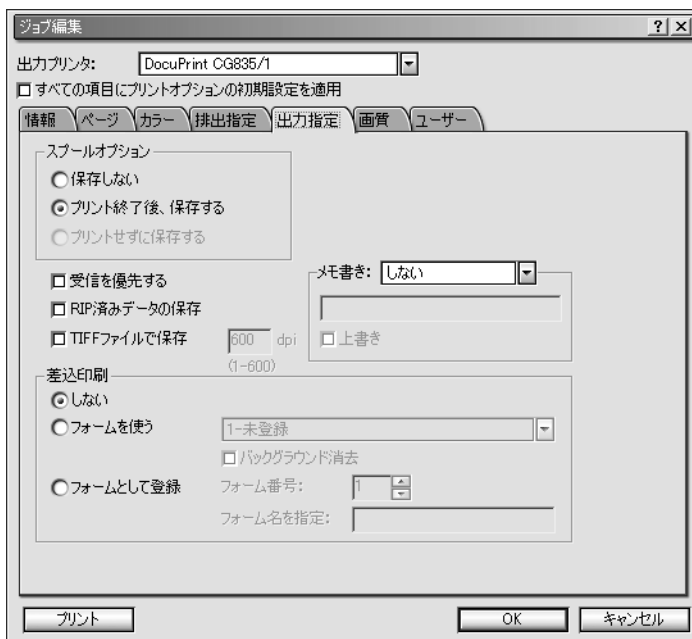 ジョブ編集
出力プリンタ: DocuPrint CG835/1
すべての項目にプリントオプションの初期設定を適用
情報 ページ カラー 排出指定 出力指定 画質 ユーザー
スプールオプション
保存しない
プリント終了後、保存する
プリントせずに保存する
受信を優先する
RIP済みデータの保存
TIFFファイルで保存 600 dpi
(1-600)
メモ書き: しない
上書き
差込印刷
しない
フォームを使う 1-未登録
バックグラウンド消去
フォームとして登録 フォーム番号: 1
フォーム名を指定:
プリント OK キャンセル